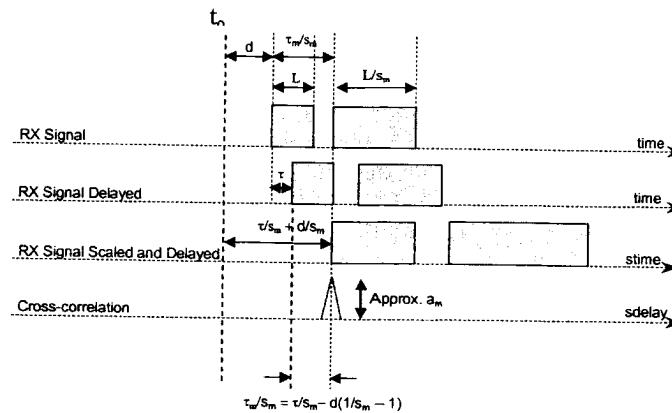 t₀
d
τₘ/sₘ
L
L/sₘ
RX Signal
time
τ
RX Signal Delayed
time
τ/sₘ + d/sₘ
RX Signal Scaled and Delayed
stime
Approx. aₘ
Cross-correlation
sdelay
τₘ/sₘ = τ/sₘ – d(1/sₘ – 1)